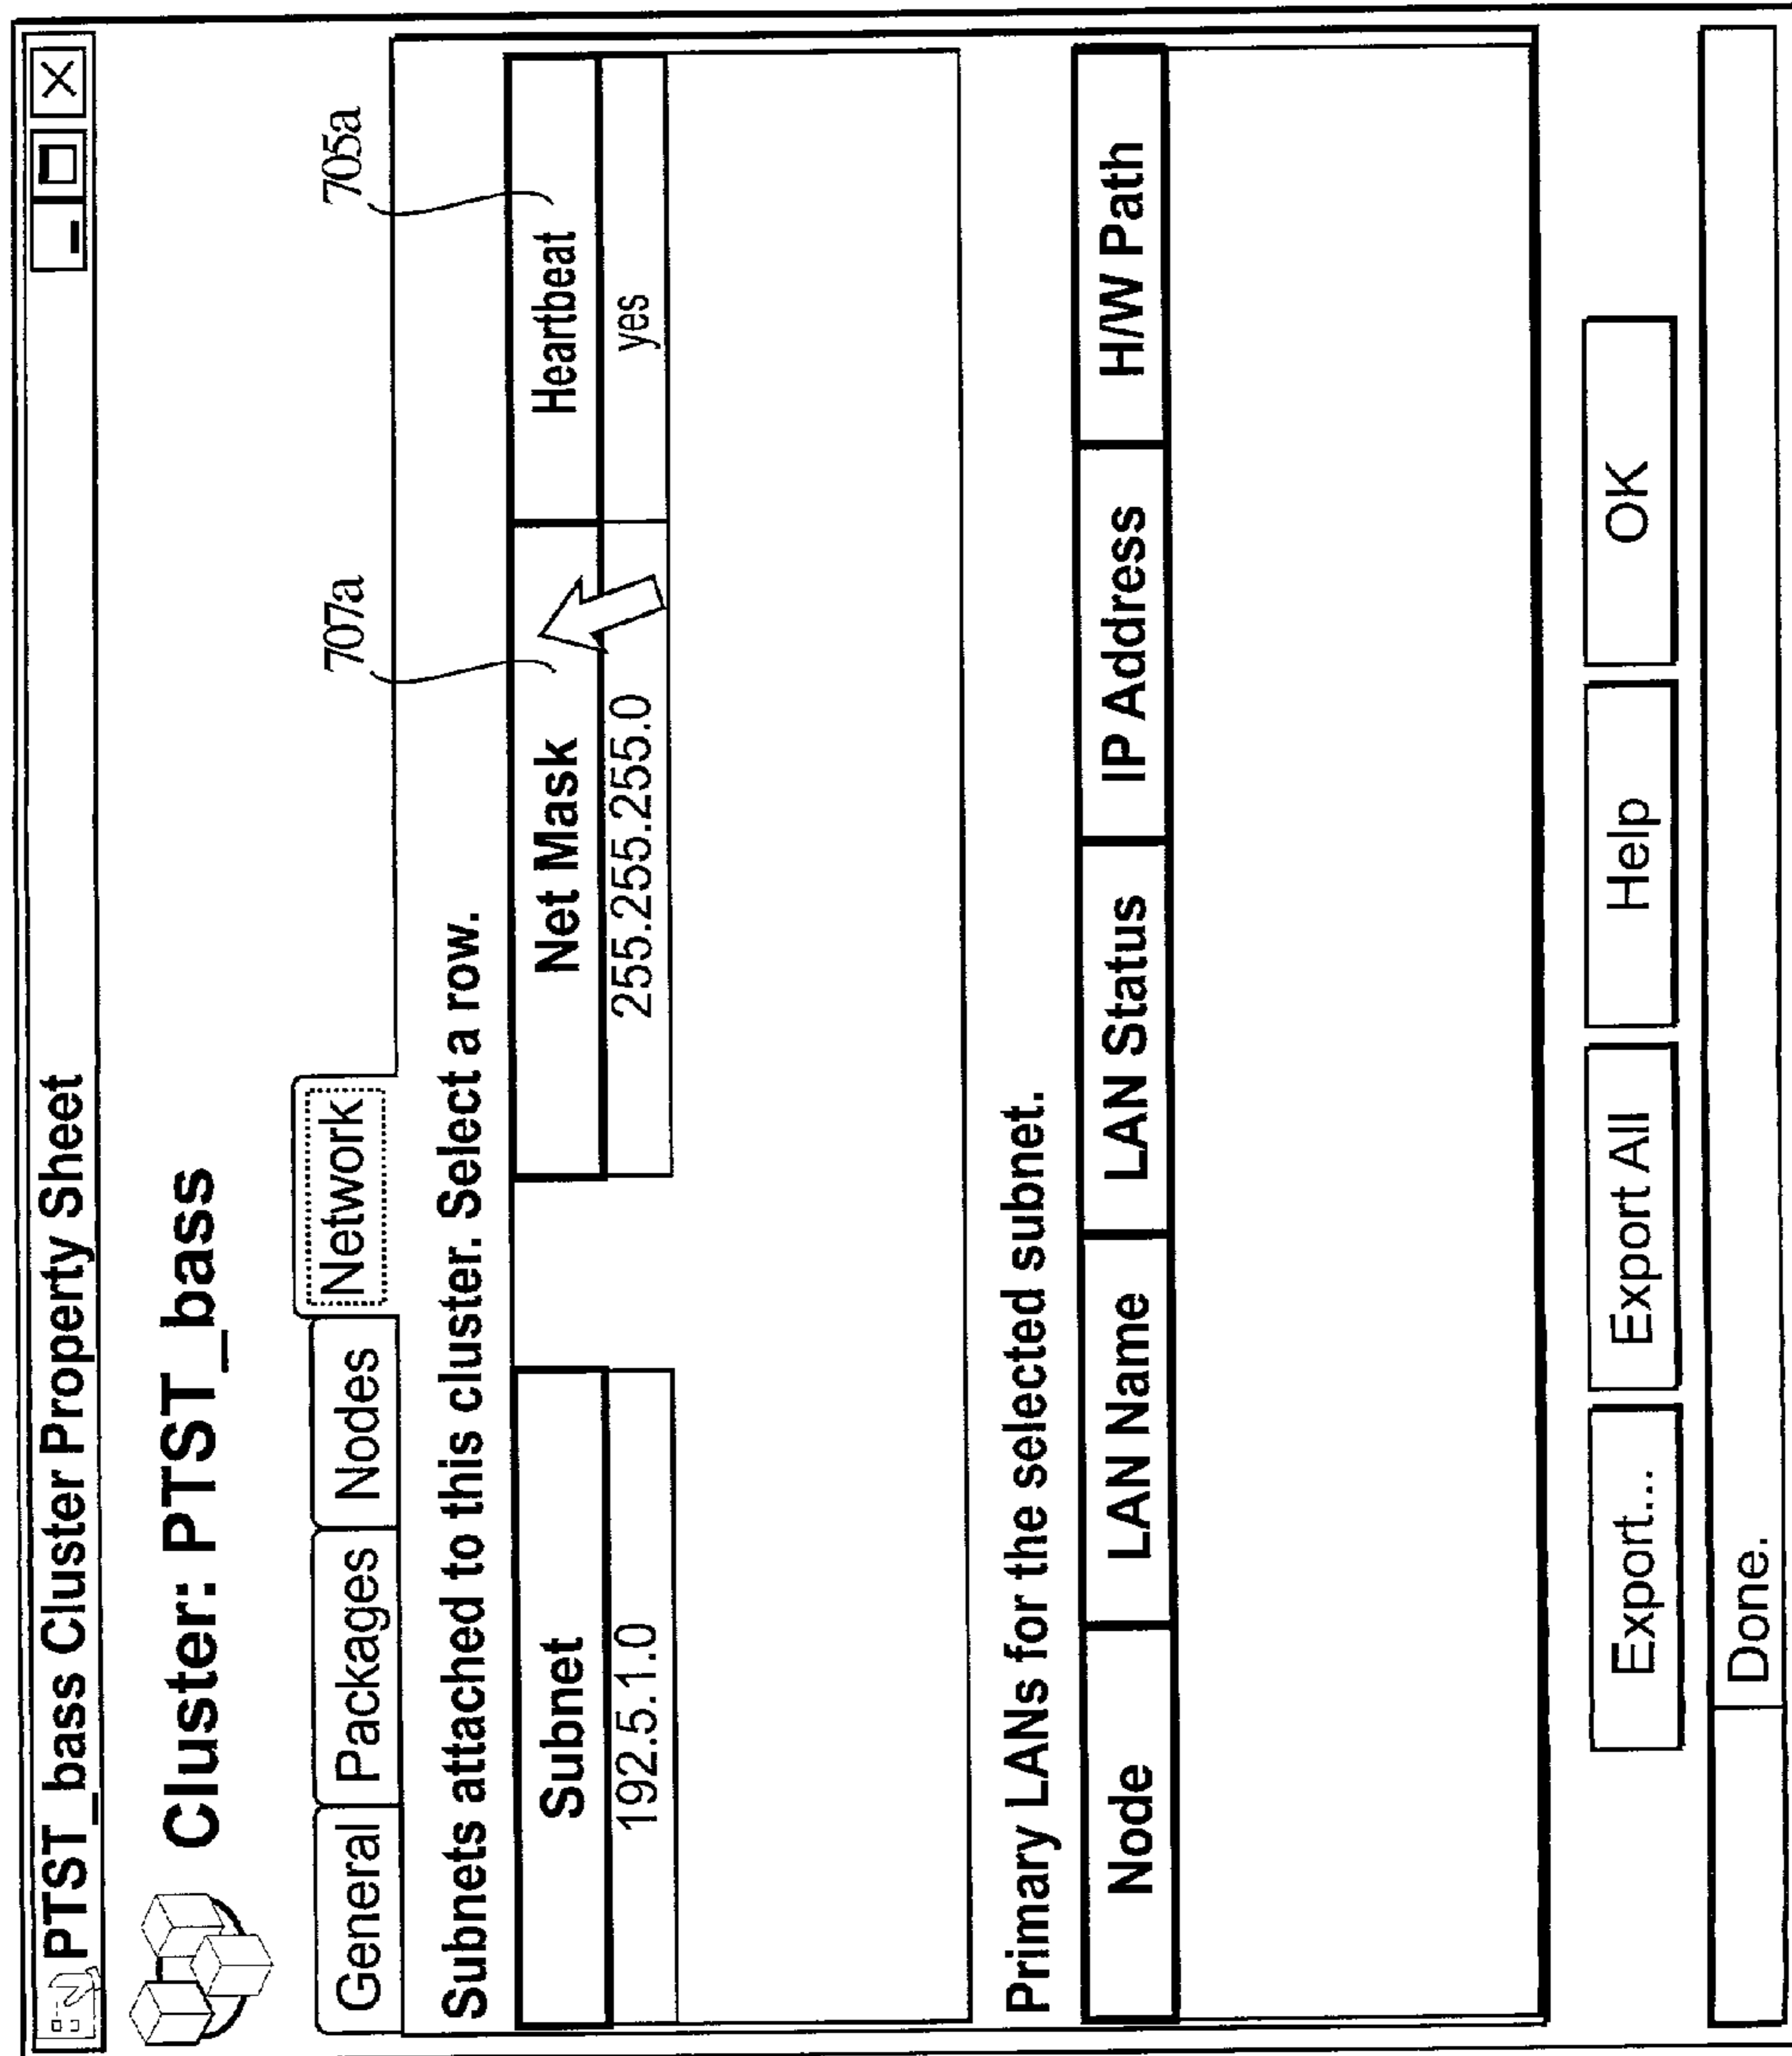 PTST_bass Cluster Property Sheet
Cluster: PTST_bass
707a 705a
General Packages Nodes Network
Subnets attached to this cluster. Select a row.
Subnet Net Mask Heartbeat
192.5.1.0 255.255.255.0 yes
Primary LANs for the selected subnet.
Node LAN Name LAN Status IP Address H/W Path
Export... Export All Help OK
Done.